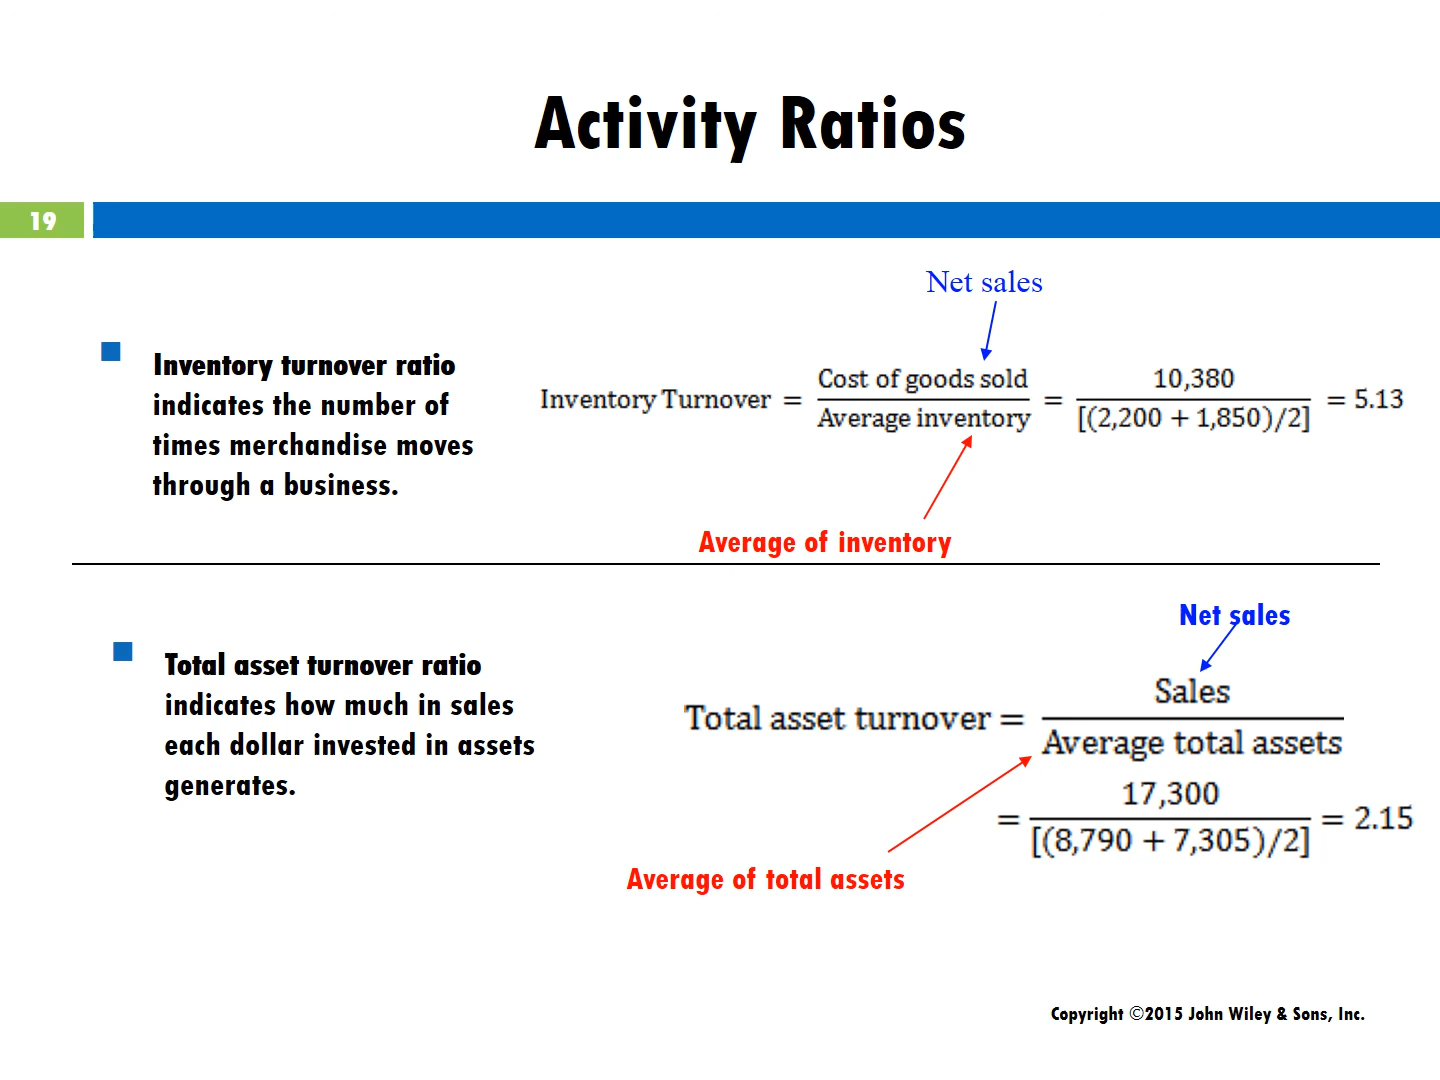 Activity Ratios
19
Net sales
Inventory turnover ratio
indicates the number of
times merchandise moves
through a business.
Inventory Turnover = Cost of goods sold / Average inventory = 10,380 / [(2,200 + 1,850)/2] = 5.13
Average of inventory
Net sales
Total asset turnover ratio
indicates how much in sales
each dollar invested in assets
generates.
Total asset turnover = Sales / Average total assets
= 17,300 / [(8,790 + 7,305)/2] = 2.15
Average of total assets
Copyright ©2015 John Wiley & Sons, Inc.